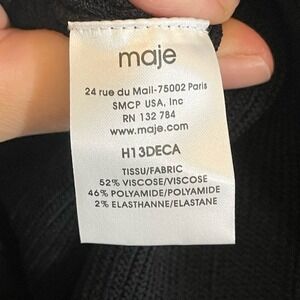 maje
24 rue du Mail-75002 Paris
SMCP USA, Inc
RN 132 784
www.maje.com
H13DECA
TISSU/FABRIC
52% VISCOSE/VISCOSE
46% POLYAMIDE/POLYAMIDE
2% ELASTHANNE/ELASTANE